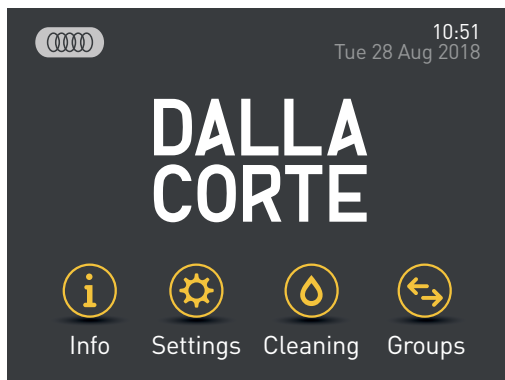 10:51
Tue 28 Aug 2018
DALLA
CORTE
Info Settings Cleaning Groups